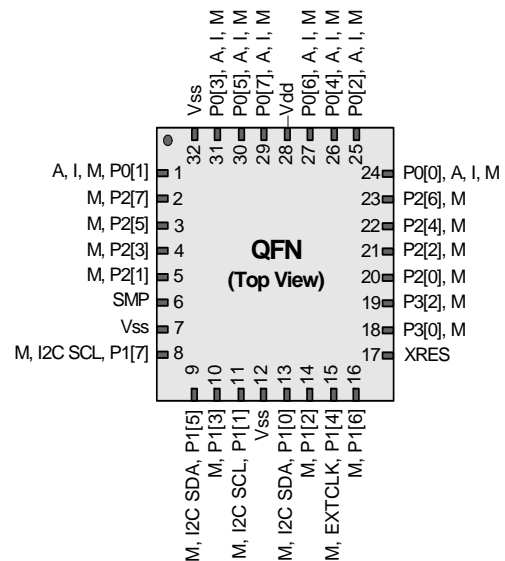 Vss
P0[3], A, I, M
P0[5], A, I, M
P0[7], A, I, M
Vdd
P0[6], A, I, M
P0[4], A, I, M
P0[2], A, I, M
32
31
30
29
28
27
26
25
A, I, M, P0[1] 1
M, P2[7] 2
M, P2[5] 3
M, P2[3] 4
M, P2[1] 5
SMP 6
Vss 7
M, I2C SCL, P1[7] 8
QFN
(Top View)
24 P0[0], A, I, M
23 P2[6], M
22 P2[4], M
21 P2[2], M
20 P2[0], M
19 P3[2], M
18 P3[0], M
17 XRES
9
10
11
12
13
14
15
16
M, I2C SDA, P1[5]
M, P1[3]
M, I2C SCL, P1[1]
Vss
M, I2C SDA, P1[0]
M, P1[2]
M, EXTCLK, P1[4]
M, P1[6]